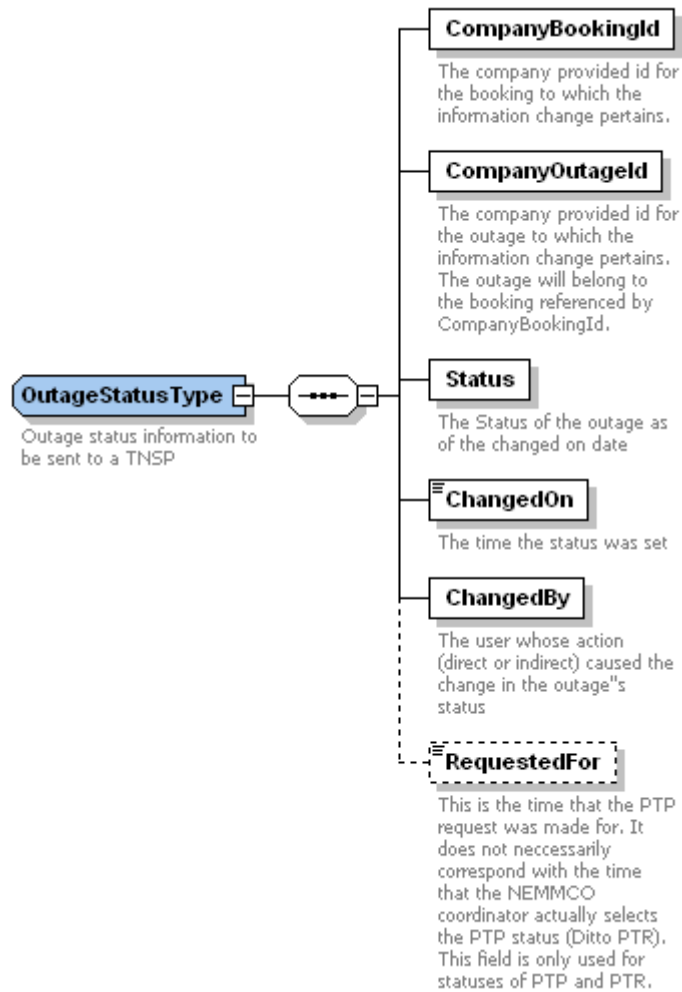 CompanyBookingId
The company provided id for
the booking to which the
information change pertains.
CompanyOutageId
The company provided id for
the outage to which the
information change pertains.
The outage will belong to
the booking referenced by
CompanyBookingId.
OutageStatusType
Outage status information to
be sent to a TNSP
Status
The Status of the outage as
of the changed on date
ChangedOn
The time the status was set
ChangedBy
The user whose action
(direct or indirect) caused the
change in the outage"s
status
RequestedFor
This is the time that the PTP
request was made for. It
does not neccessarily
correspond with the time
that the NEMMCO
coordinator actually selects
the PTP status (Ditto PTR).
This field is only used for
statuses of PTP and PTR.